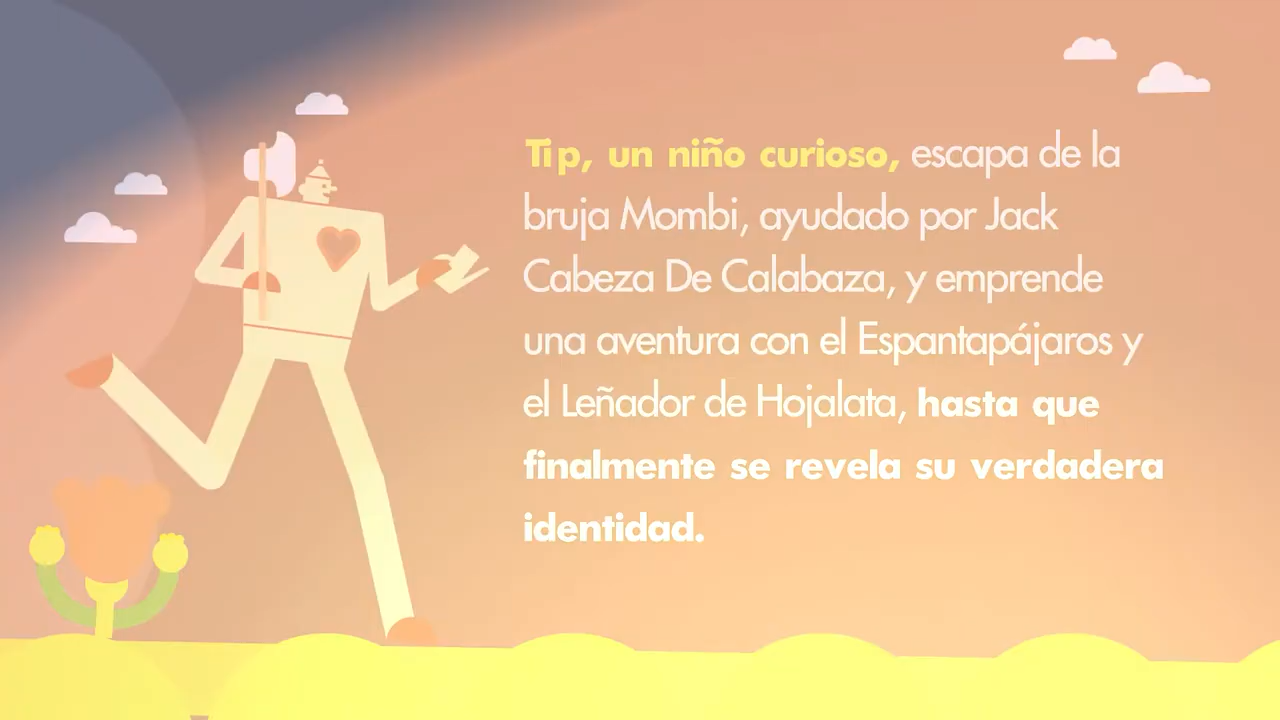 Tip, un niño curioso, escapa de la
bruja Mombi, ayudado por Jack
Cabeza De Calabaza, y emprende
una aventura con el Espantapájaros y
el Leñador de Hojalata, hasta que
finalmente se revela su verdadera
identidad.